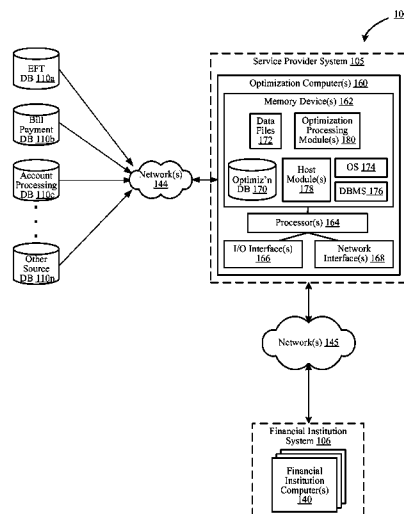 100
EFT
DB 110a
Bill
Payment
DB 110b
Account
Processing
DB 110c
Other
Source
DB 110n
Network(s)
144
Service Provider System 105
Optimization Computer(s) 160
Memory Device(s) 162
Data
Files
172
Optimization
Processing
Module(s) 180
Optimiz'n
DB 170
Host
Module(s)
178
OS 174
DBMS 176
Processor(s) 164
I/O Interface(s)
166
Network
Interface(s) 168
Network(s) 145
Financial Institution
System 106
Financial
Institution
Computer(s)
140